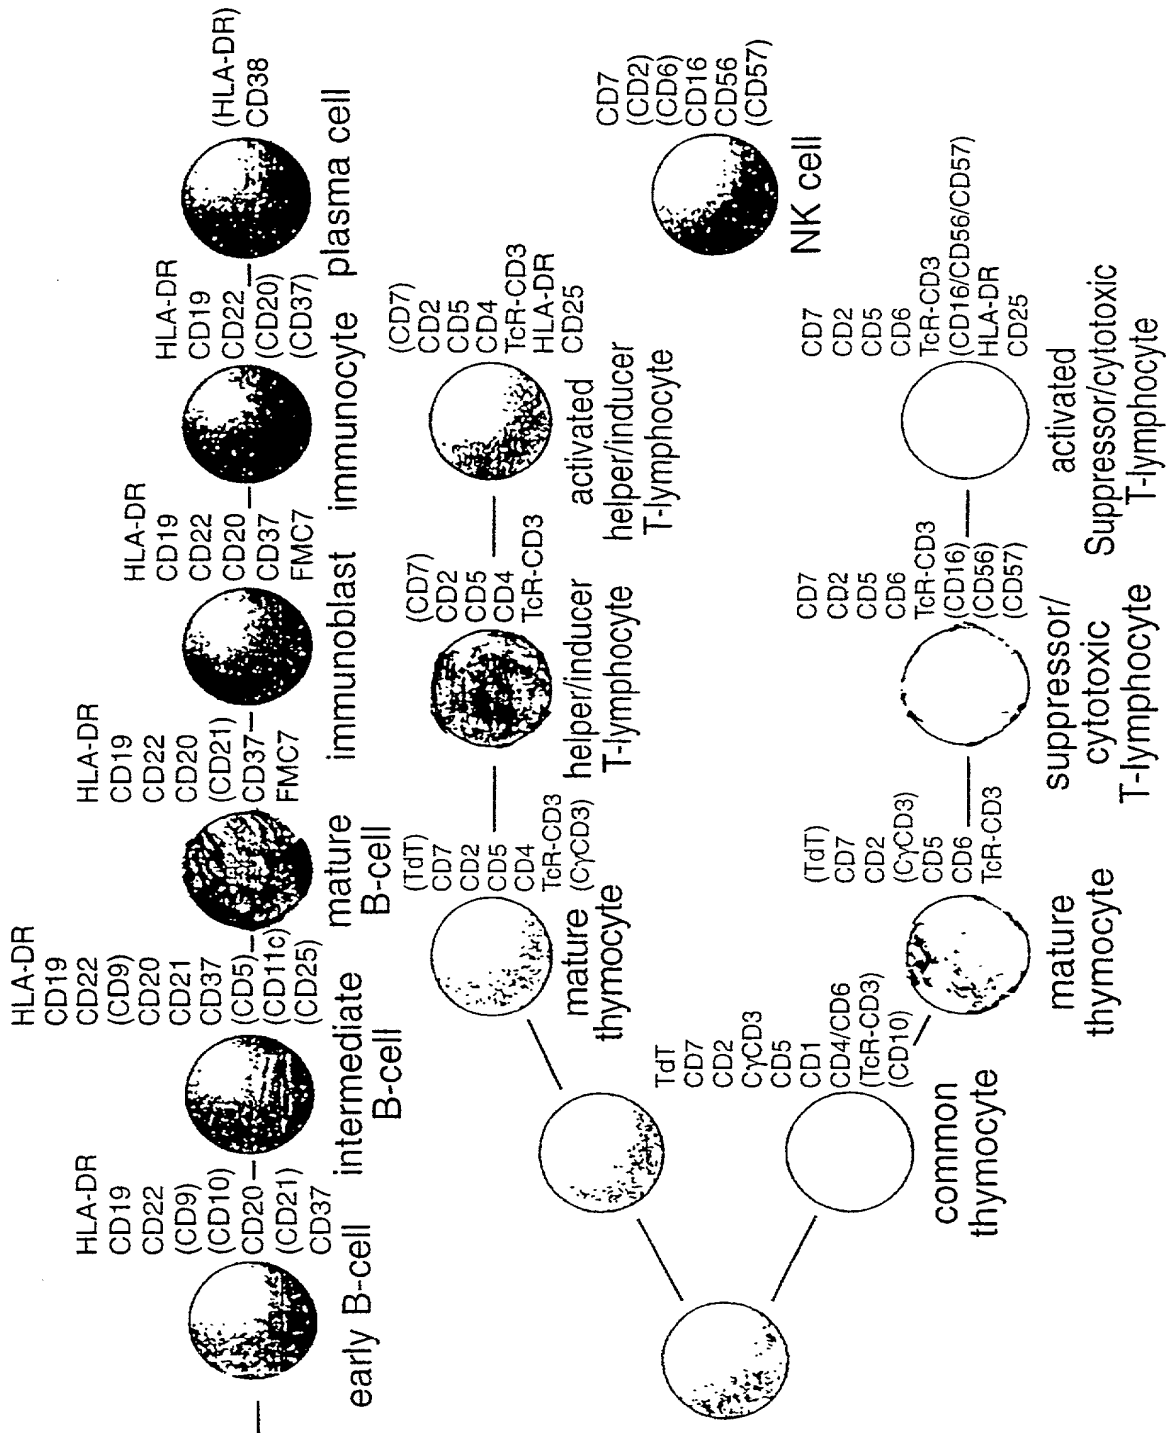 HLA-DR
CD19
CD22
(CD9)
(CD10)
CD20
(CD21)
CD37
early B-cell
HLA-DR
CD19
CD22
(CD9)
CD20
CD21
CD37
(CD5)
(CD11c)
(CD25)
intermediate
B-cell
HLA-DR
CD19
CD22
CD20
(CD21)
CD37
FMC7
mature
B-cell
HLA-DR
CD19
CD22
CD20
CD37
FMC7
immunoblast
HLA-DR
CD19
CD22
(CD20)
(CD37)
immunocyte
(HLA-DR)
CD38
plasma cell
TdT
CD7
CD2
CγCD3
CD5
CD1
CD4/CD6
(TcR-CD3)
(CD10)
common
thymocyte
(TdT)
CD7
CD2
CD5
CD4
TcR-CD3
(CγCD3)
mature
thymocyte
(CD7)
CD2
CD5
CD4
TcR-CD3
helper/inducer
T-lymphocyte
(CD7)
CD2
CD5
CD4
TcR-CD3
HLA-DR
CD25
activated
helper/inducer
T-lymphocyte
CD7
(CD2)
(CD6)
CD16
CD56
(CD57)
NK cell
(TdT)
CD7
CD2
(CγCD3)
CD5
CD6
TcR-CD3
mature
thymocyte
CD7
CD2
CD5
CD6
TcR-CD3
(CD16)
(CD56)
(CD57)
suppressor/
cytotoxic
T-lymphocyte
CD7
CD2
CD5
CD6
TcR-CD3
(CD16/CD56/CD57)
HLA-DR
CD25
activated
Suppressor/cytotoxic
T-lymphocyte